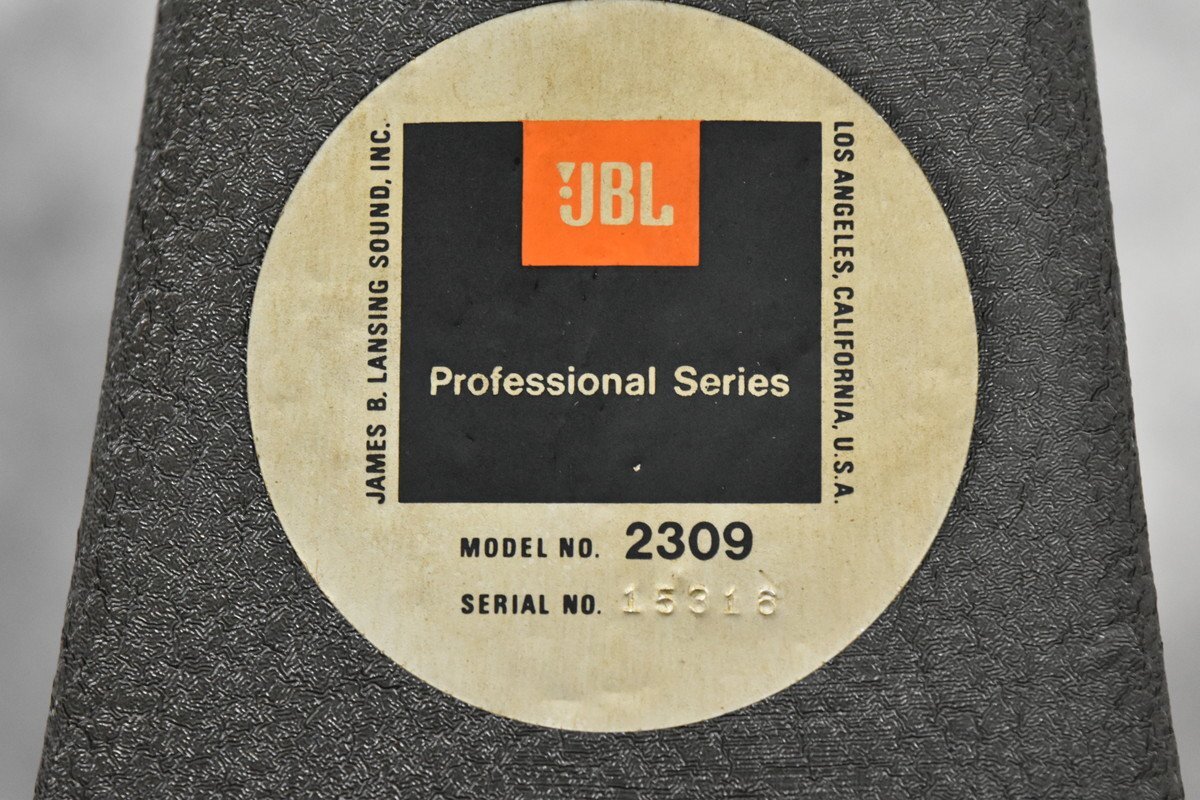 JBL
Professional Series
JAMES B. LANSING SOUND, INC.
LOS ANGELES, CALIFORNIA, U.S.A.
MODEL NO. 2309
SERIAL NO. 15316